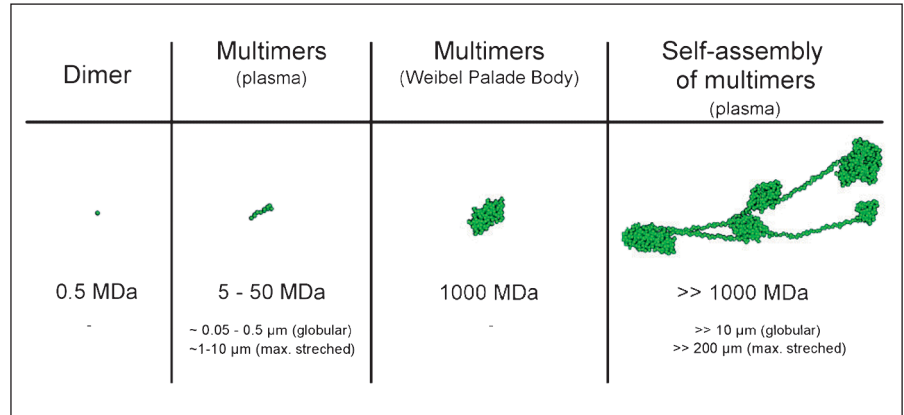 Dimer
Multimers
(plasma)
Multimers
(Weibel Palade Body)
Self-assembly
of multimers
(plasma)
0.5 MDa
5 - 50 MDa
1000 MDa
>> 1000 MDa
-
~ 0.05 - 0.5 µm (globular)
~1-10 µm (max. streched)
-
>> 10 µm (globular)
>> 200 µm (max. streched)